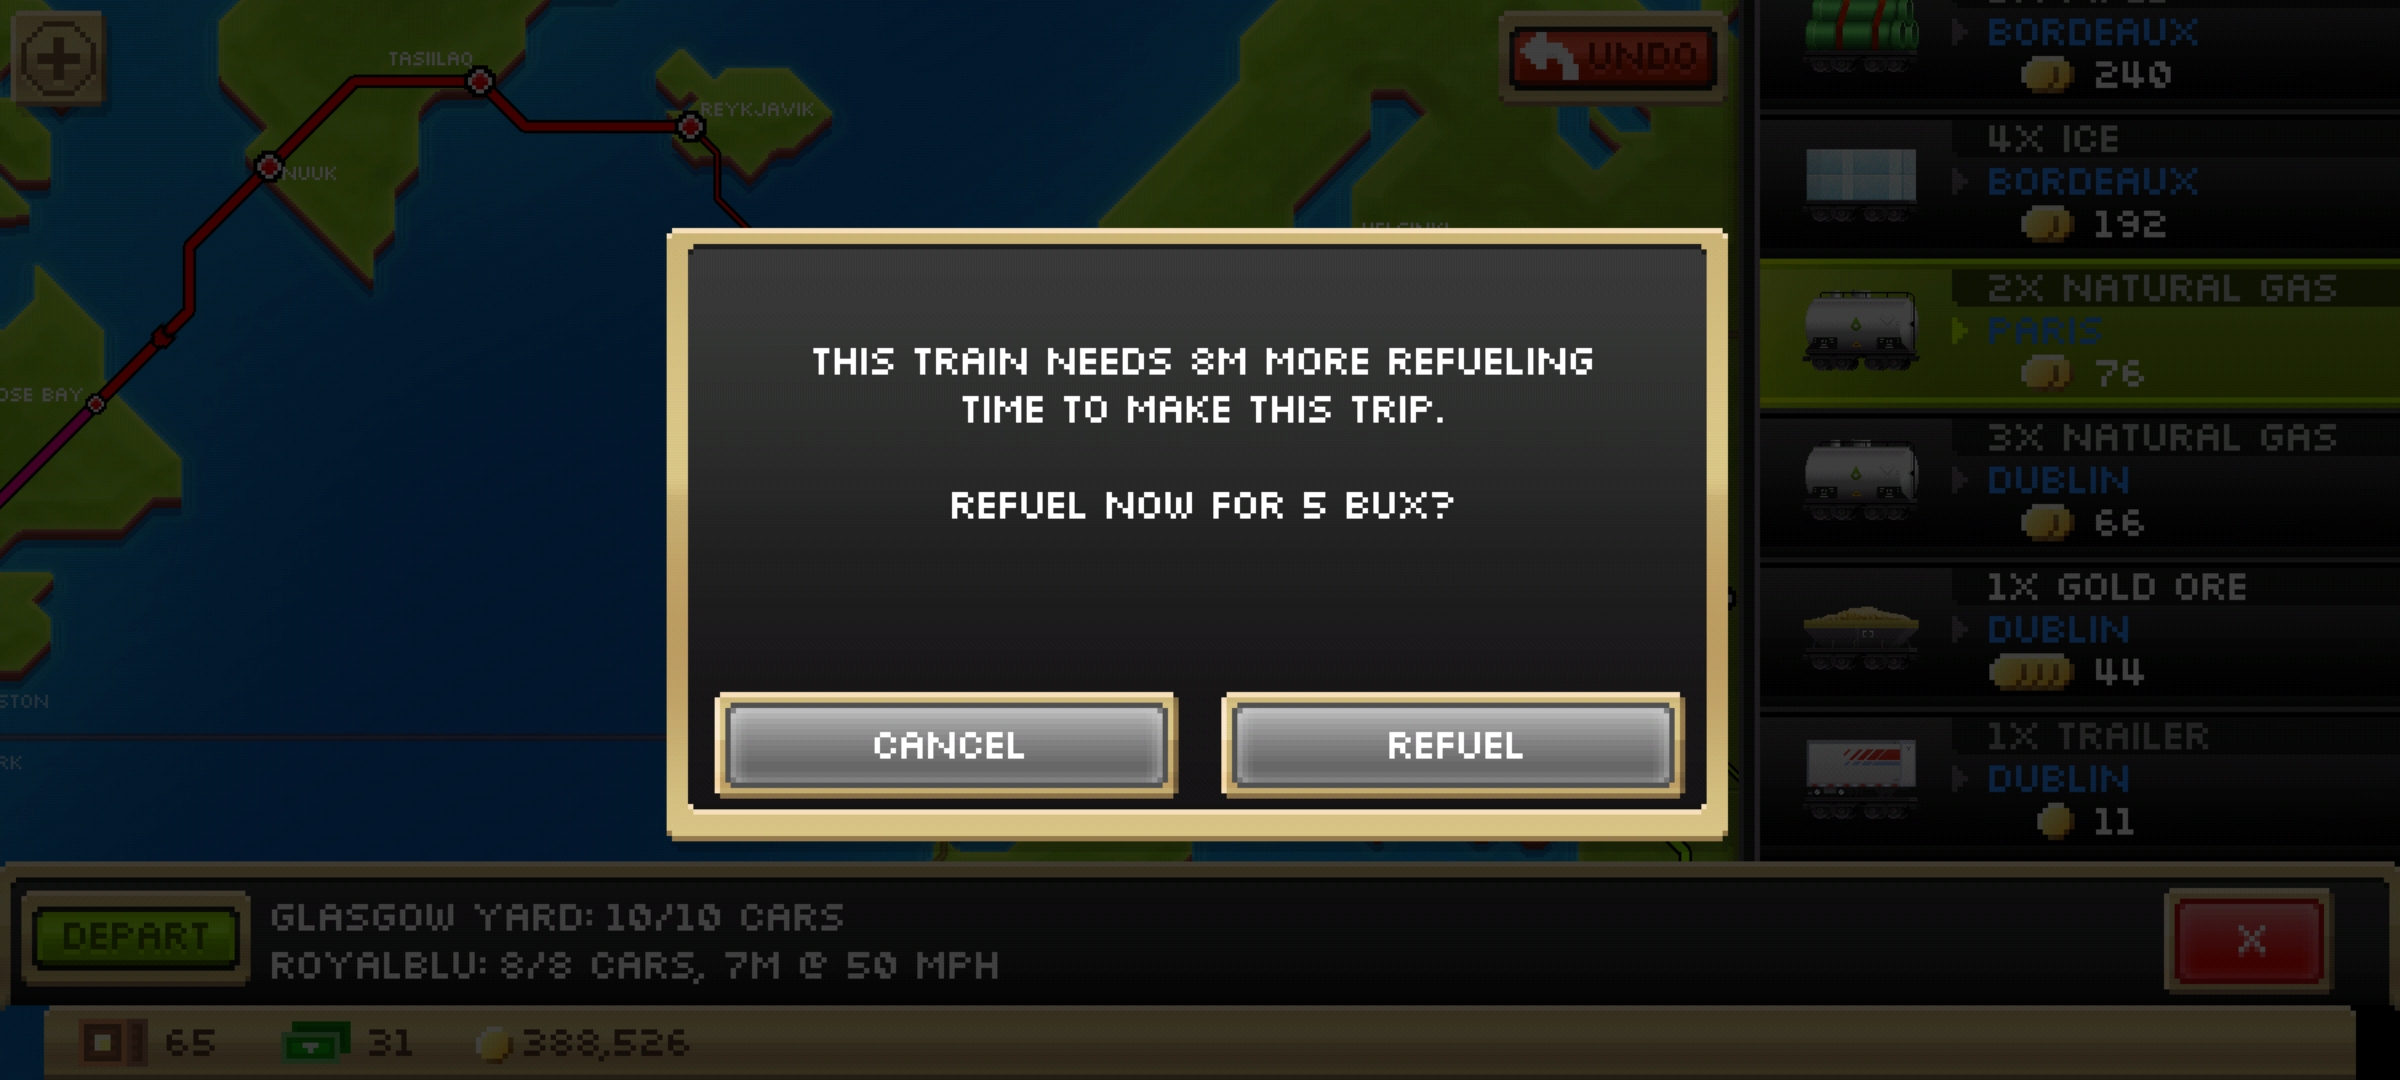 TASIILAQ
REYKJAVIK
NUUK
OSE BAY
STON
RK
UNDO
BORDEAUX
240
4X ICE
BORDEAUX
192
2X NATURAL GAS
PARIS
76
3X NATURAL GAS
DUBLIN
66
1X GOLD ORE
DUBLIN
44
1X TRAILER
DUBLIN
11
THIS TRAIN NEEDS 8M MORE REFUELING
TIME TO MAKE THIS TRIP.
REFUEL NOW FOR 5 BUX?
CANCEL
REFUEL
DEPART
GLASGOW YARD: 10/10 CARS
ROYALBLU: 8/8 CARS, 7M @ 50 MPH
X
65
31
388,526